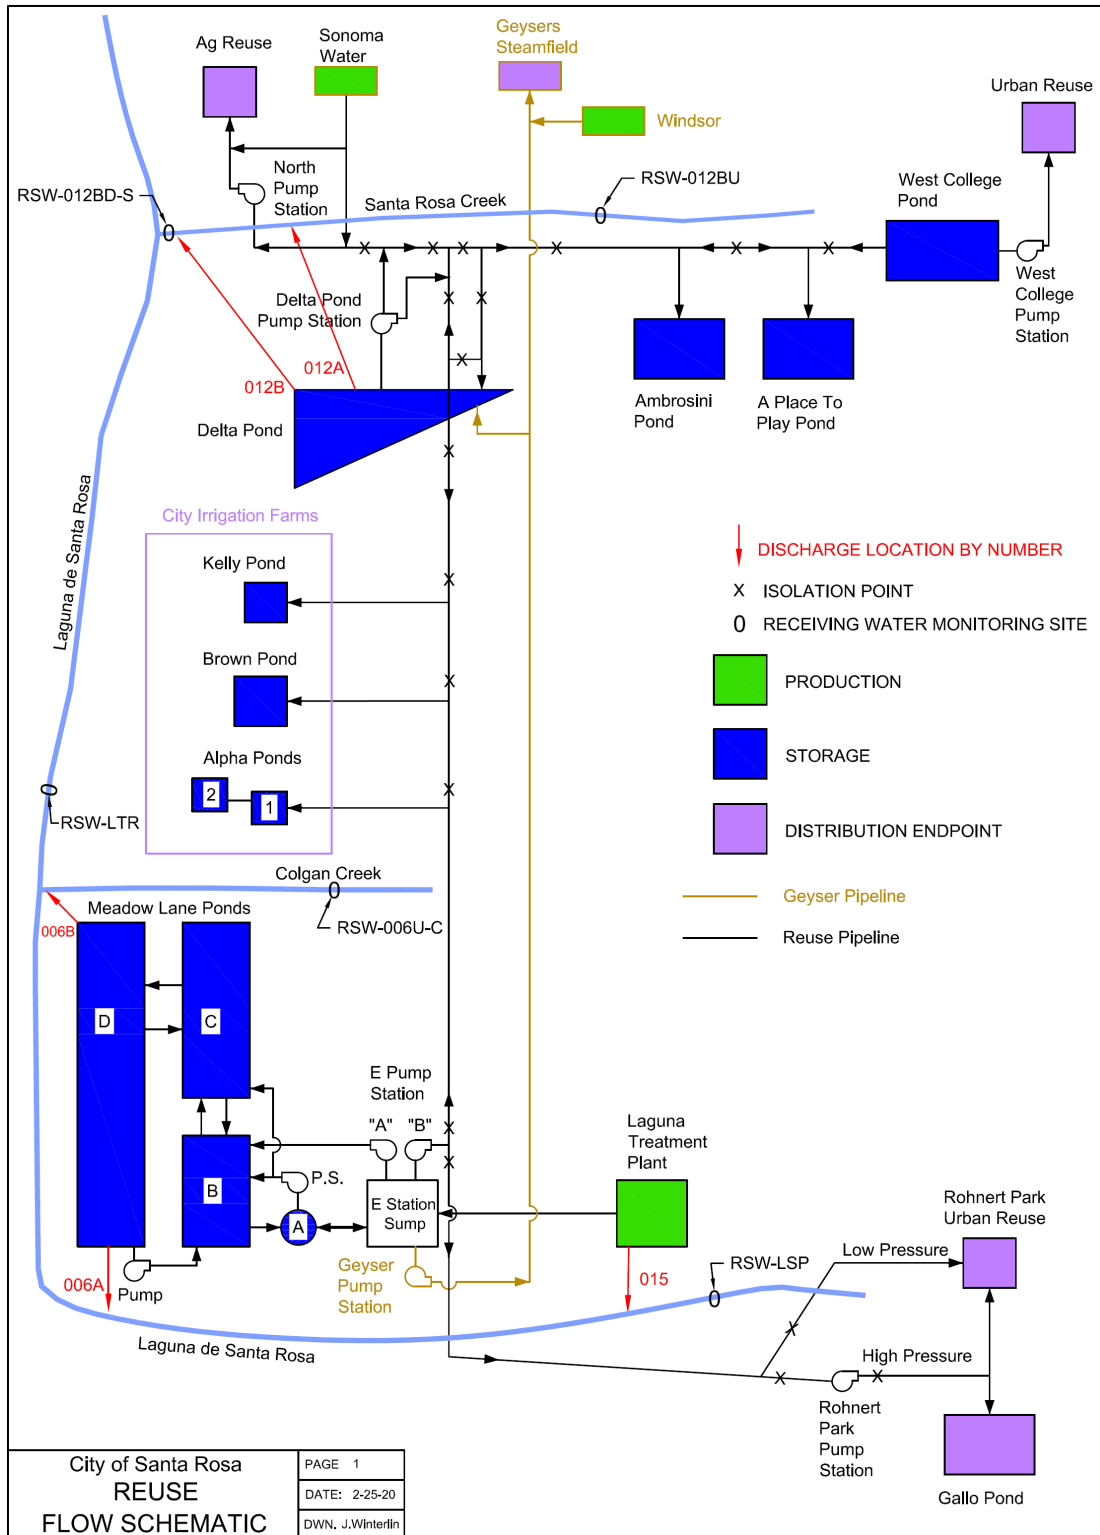 Ag Reuse
Sonoma
Water
Geysers
Steamfield
Windsor
Urban Reuse
RSW-012BD-S
North
Pump
Station
Santa Rosa Creek
RSW-012BU
West College
Pond
West
College
Pump
Station
Delta Pond
Pump Station
012B
012A
Delta Pond
Ambrosini
Pond
A Place To
Play Pond
Laguna de Santa Rosa
City Irrigation Farms
Kelly Pond
Brown Pond
Alpha Ponds
2
1
DISCHARGE LOCATION BY NUMBER
X ISOLATION POINT
0 RECEIVING WATER MONITORING SITE
PRODUCTION
STORAGE
DISTRIBUTION ENDPOINT
Geyser Pipeline
Reuse Pipeline
RSW-LTR
Colgan Creek
RSW-006U-C
006B
Meadow Lane Ponds
D
C
B
A
P.S.
Pump
006A
E Pump
Station
"A"
"B"
E Station
Sump
Geyser
Pump
Station
Laguna
Treatment
Plant
015
RSW-LSP
Laguna de Santa Rosa
Rohnert Park
Urban Reuse
Low Pressure
High Pressure
Rohnert
Park
Pump
Station
Gallo Pond
City of Santa Rosa
REUSE
FLOW SCHEMATIC
PAGE 1
DATE: 2-25-20
DWN. J.Winterlin